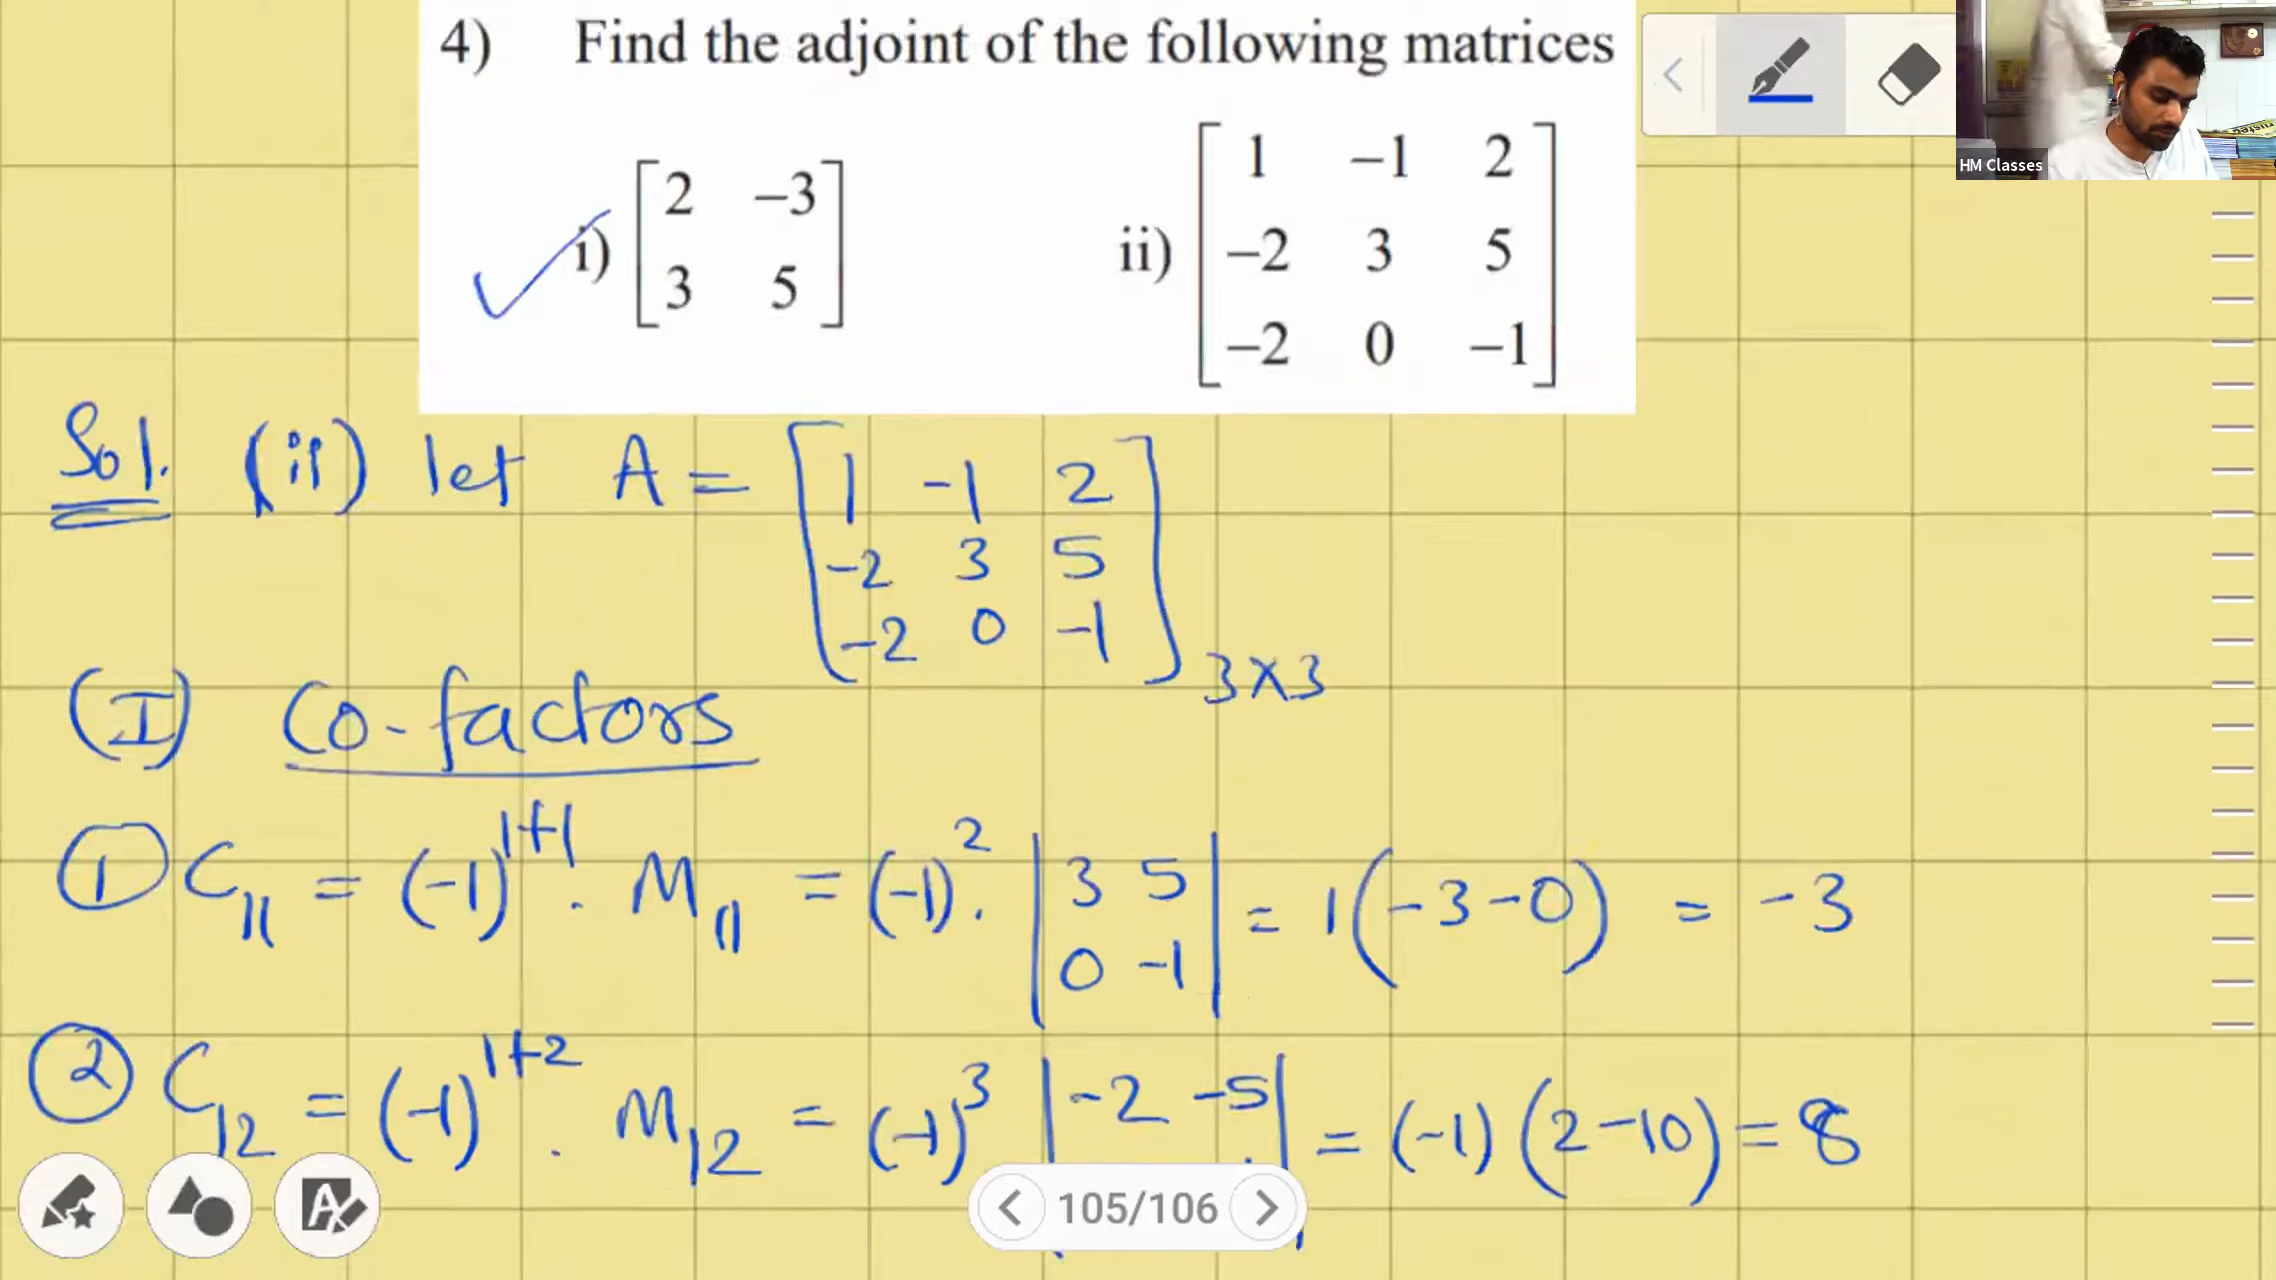 4) Find the adjoint of the following matrices
i) [2 −3
3 5]
ii) [1 −1 2
−2 3 5
−2 0 −1]
HM Classes
Sol. (ii) let A = [1 -1 2
-2 3 5
-2 0 -1] 3×3
(I) Co-factors
① C11 = (-1)^1+1 . M11 = (-1)^2 . |3 5
0 -1| = 1(-3-0) = -3
② C12 = (-1)^1+2 . M12 = (-1)^3 |-2 -5| = (-1)(2-10) = 8
105/106